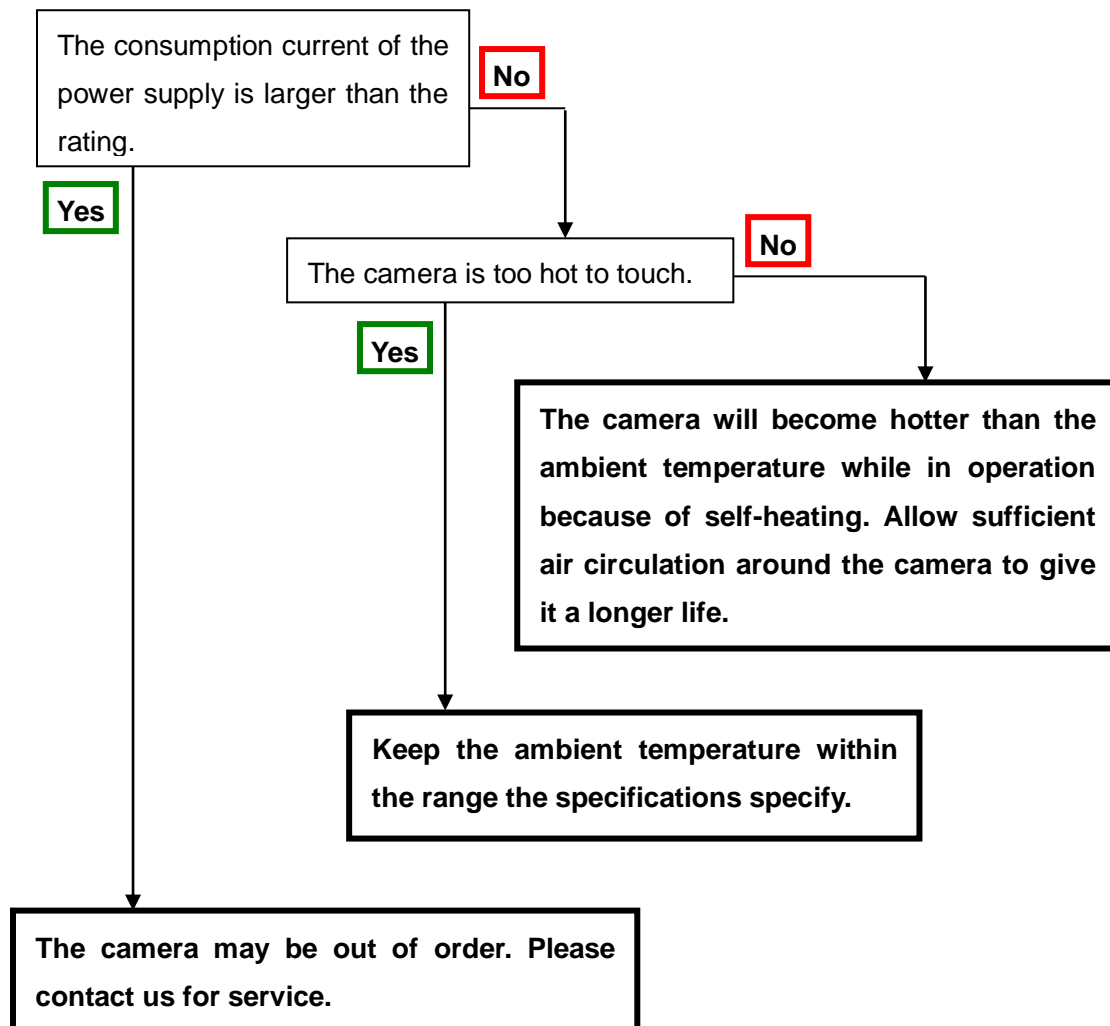 The consumption current of the
power supply is larger than the
rating.
No
Yes
The camera is too hot to touch.
No
Yes
The camera will become hotter than the
ambient temperature while in operation
because of self-heating. Allow sufficient
air circulation around the camera to give
it a longer life.
Keep the ambient temperature within
the range the specifications specify.
The camera may be out of order. Please
contact us for service.